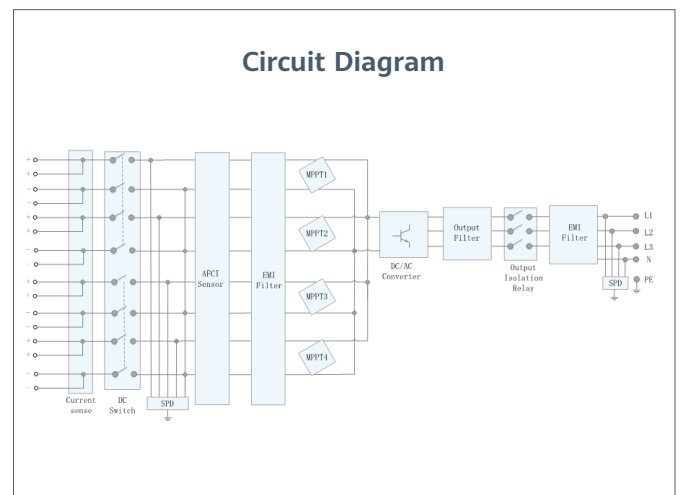 Circuit Diagram
+
+
-
-
+
+
-
-
+
+
-
-
+
+
-
-
Current
sense
DC
Switch
SPD
AFCI
Sensor
EMI
Filter
MPPT1
MPPT2
MPPT3
MPPT4
DC/AC
Converter
Output
Filter
Output
Isolation
Relay
EMI
Filter
SPD
L1
L2
L3
N
PE